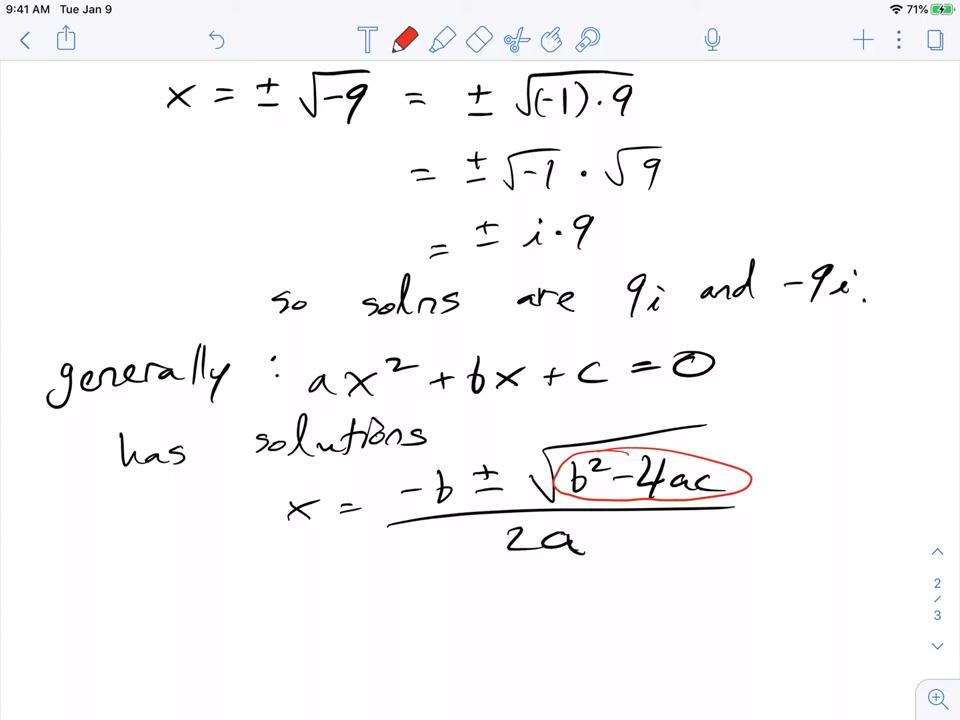 9:41 AM Tue Jan 9 71%
T
x = ± √-9 = ± √(-1)·9
= ± √-1 · √9
= ± i·9
so solns are 9i and -9i.
generally : ax² + bx + c = 0
has solutions
x = (-b ± √(b²-4ac)) / 2a
2
/
3